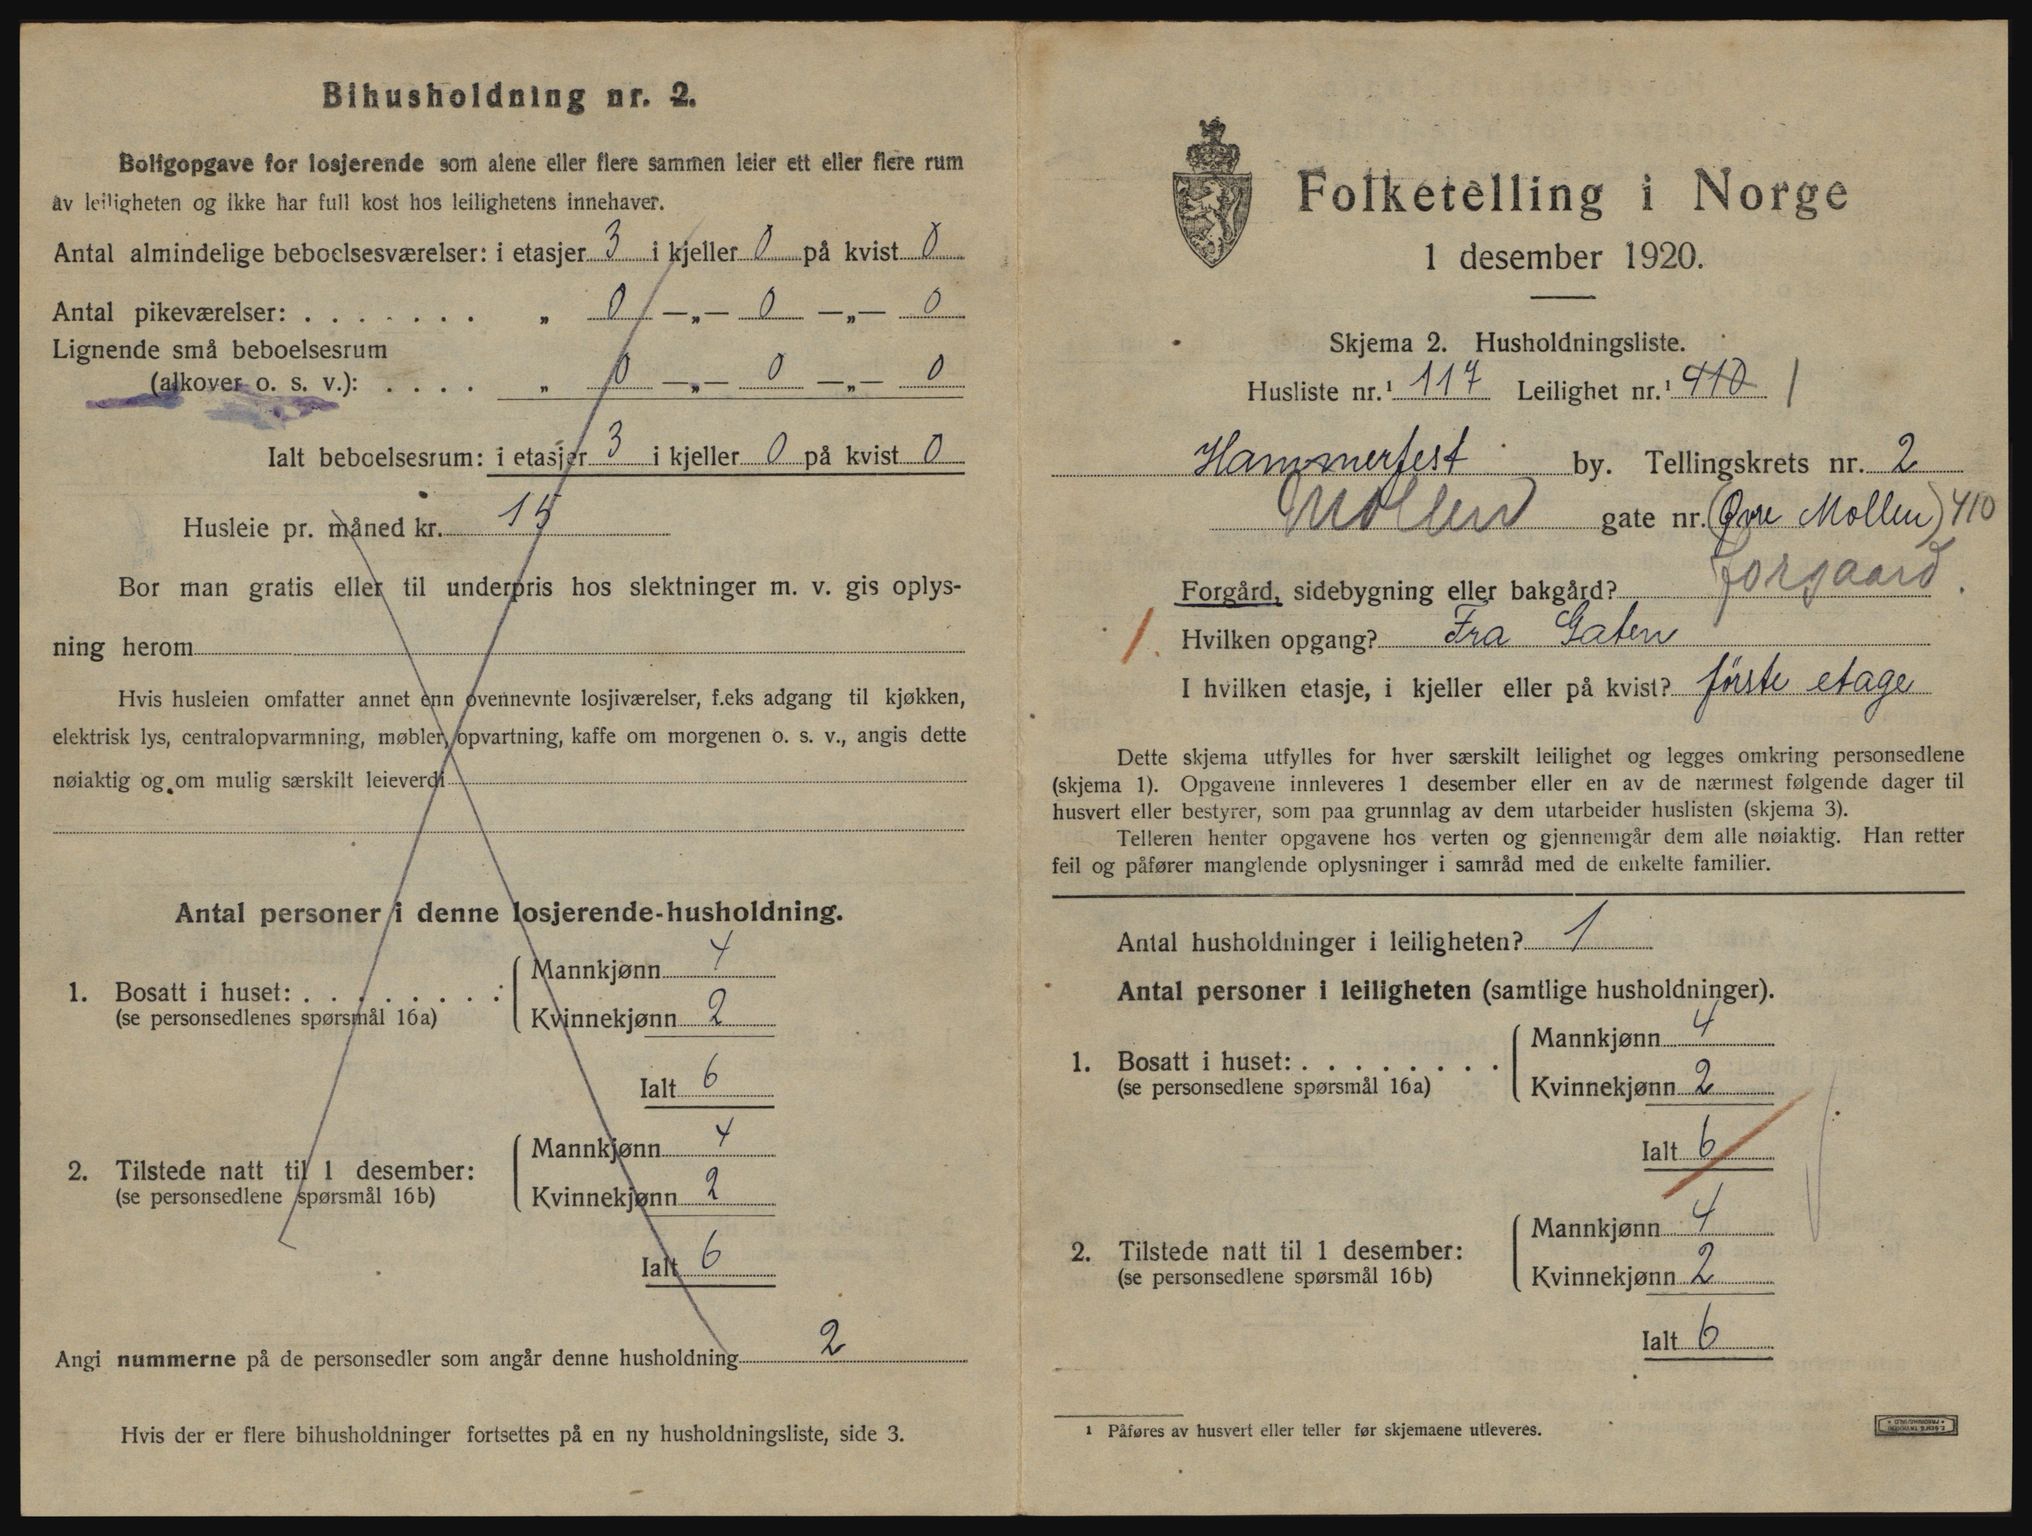 Bihusholdning nr. 2.
Boligopgave for losjerende som alene eller flere sammen leier ett eller flere rum
av leiligheten og ikke har full kost hos leilighetens innehaver.
Antal almindelige beboelsesværelser: i etasjer 3 i kjeller 0 på kvist 0
Antal pikeværelser: . . . . . . . „ 0 —„— 0 —„— 0
Lignende små beboelsesrum
(alkover o. s. v.): . . . . „ 0 —„— 0 —„— 0
Ialt beboelsesrum: i etasjer 3 i kjeller 0 på kvist 0
Husleie pr. måned kr. 15
Bor man gratis eller til underpris hos slektninger m. v. gis oplys-
ning herom
Hvis husleien omfatter annet enn ovennevnte losjiværelser, f.eks adgang til kjøkken,
elektrisk lys, centralopvarmning, møbler, opvartning, kaffe om morgenen o. s. v., angis dette
nøiaktig og om mulig særskilt leieverdi
Antal personer i denne losjerende-husholdning.
1. Bosatt i huset: . . . . . . . . Mannkjønn 4
(se personsedlenes spørsmål 16a) Kvinnekjønn 2
Ialt 6
2. Tilstede natt til 1 desember: Mannkjønn 4
(se personsedlene spørsmål 16b) Kvinnekjønn 2
Ialt 6
Angi nummerne på de personsedler som angår denne husholdning 2
Hvis der er flere bihusholdninger fortsettes på en ny husholdningsliste, side 3.
Folketelling i Norge
1 desember 1920.
Skjema 2. Husholdningsliste.
Husliste nr.¹ 117 Leilighet nr.¹ 410 1
Hammerfest by. Tellingskrets nr. 2
Mollen gate nr. (Øvre Mollen) 410
Forgård, sidebygning eller bakgård? Forgaard.
1. Hvilken opgang? Fra Gaten
I hvilken etasje, i kjeller eller på kvist? förste etage
Dette skjema utfylles for hver særskilt leilighet og legges omkring personsedlene
(skjema 1). Opgavene innleveres 1 desember eller en av de nærmest følgende dager til
husvert eller bestyrer, som paa grunnlag av dem utarbeider huslisten (skjema 3).
Telleren henter opgavene hos verten og gjennemgår dem alle nøiaktig. Han retter
feil og påfører manglende oplysninger i samråd med de enkelte familier.
Antal husholdninger i leiligheten? 1
Antal personer i leiligheten (samtlige husholdninger).
1. Bosatt i huset: . . . . . . . . Mannkjønn 4
(se personsedlene spørsmål 16a) Kvinnekjønn 2
Ialt 6
2. Tilstede natt til 1 desember: Mannkjønn 4
(se personsedlene spørsmål 16b) Kvinnekjønn 2
Ialt 6
¹ Påføres av husvert eller teller før skjemaene utleveres.